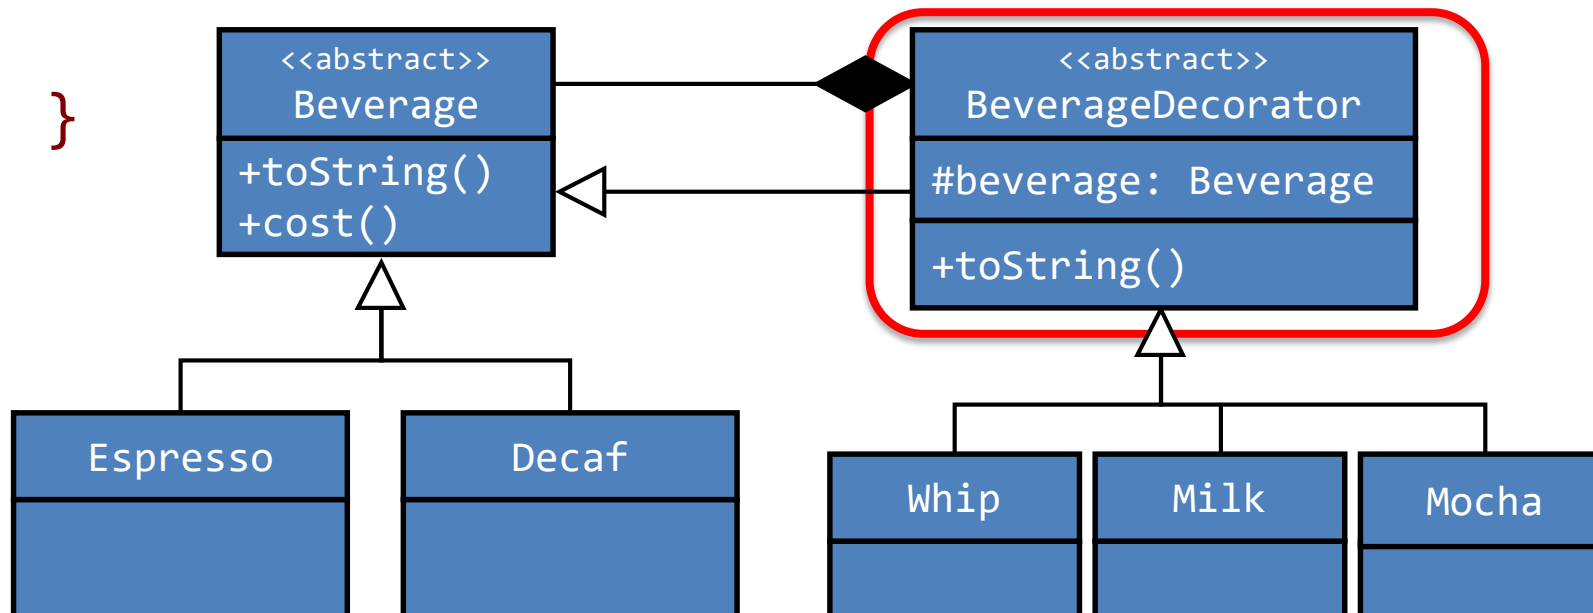 }
<<abstract>>
Beverage
+toString()
+cost()
<<abstract>>
BeverageDecorator
#beverage: Beverage
+toString()
Espresso
Decaf
Whip
Milk
Mocha